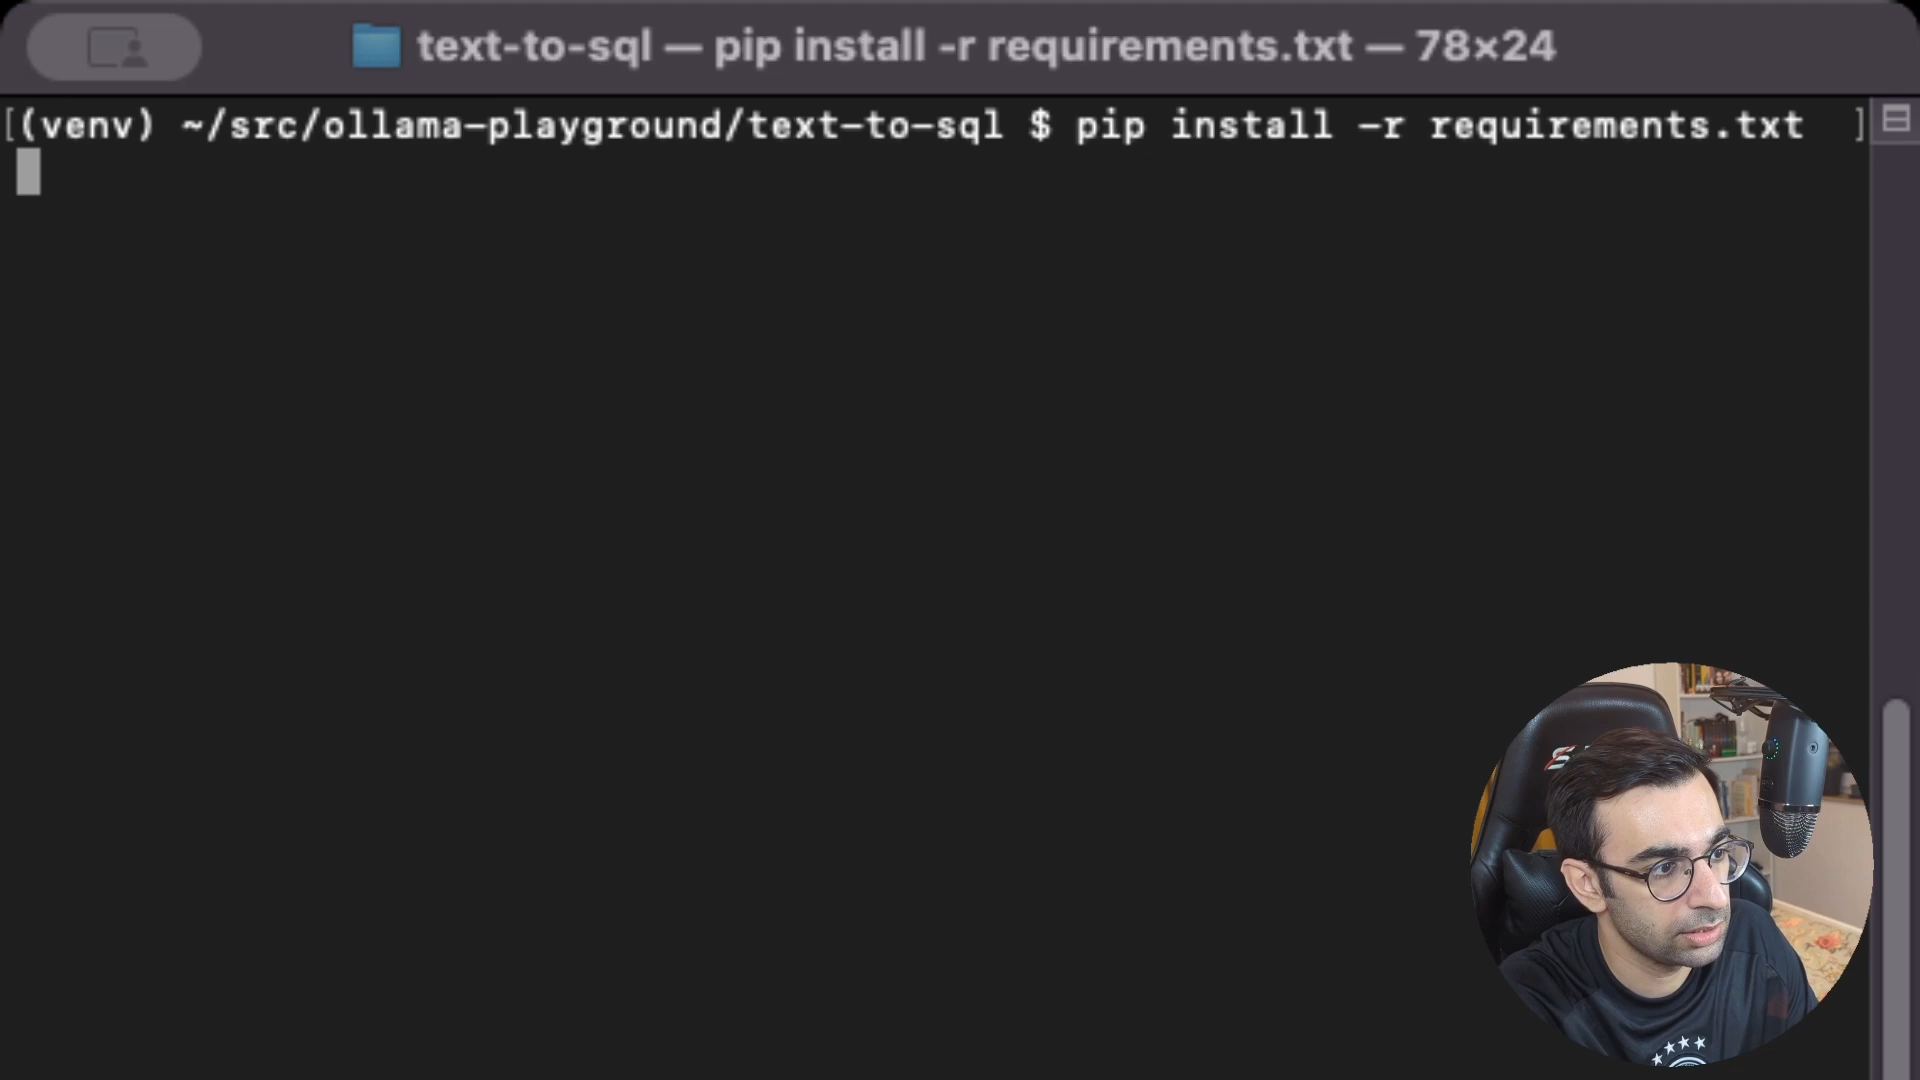 text-to-sql — pip install -r requirements.txt — 78×24
[(venv) ~/src/ollama-playground/text-to-sql $ pip install -r requirements.txt ]